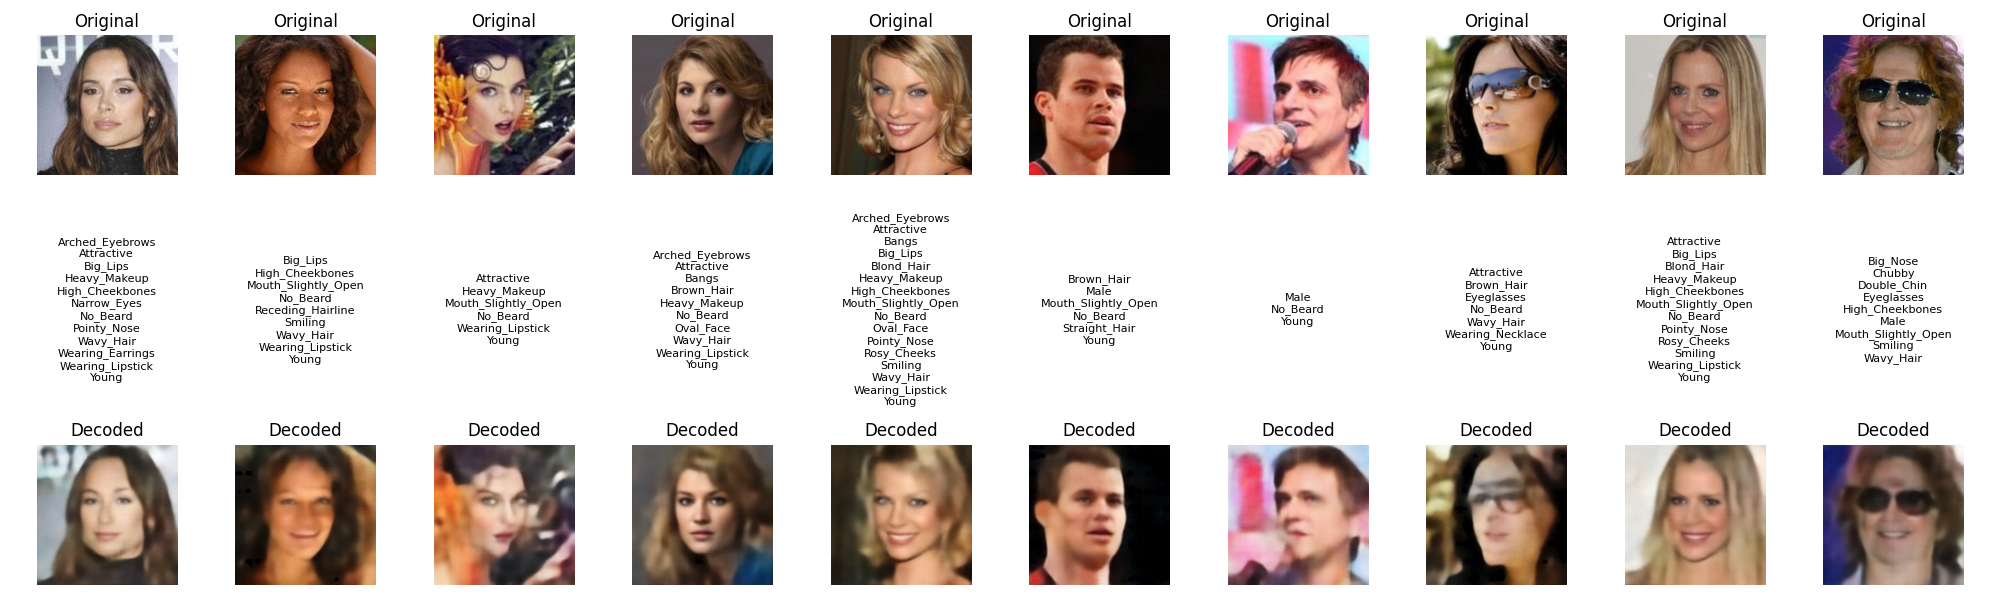 Original
Original
Original
Original
Original
Original
Original
Original
Original
Original
Arched_Eyebrows
Attractive
Big_Lips
Heavy_Makeup
High_Cheekbones
Narrow_Eyes
No_Beard
Pointy_Nose
Wavy_Hair
Wearing_Earrings
Wearing_Lipstick
Young
Big_Lips
High_Cheekbones
Mouth_Slightly_Open
No_Beard
Receding_Hairline
Smiling
Wavy_Hair
Wearing_Lipstick
Young
Attractive
Heavy_Makeup
Mouth_Slightly_Open
No_Beard
Wearing_Lipstick
Young
Arched_Eyebrows
Attractive
Bangs
Brown_Hair
Heavy_Makeup
No_Beard
Oval_Face
Wavy_Hair
Wearing_Lipstick
Young
Arched_Eyebrows
Attractive
Bangs
Big_Lips
Blond_Hair
Heavy_Makeup
High_Cheekbones
Mouth_Slightly_Open
No_Beard
Oval_Face
Pointy_Nose
Rosy_Cheeks
Smiling
Wavy_Hair
Wearing_Lipstick
Young
Brown_Hair
Male
Mouth_Slightly_Open
No_Beard
Straight_Hair
Young
Male
No_Beard
Young
Attractive
Brown_Hair
Eyeglasses
No_Beard
Wavy_Hair
Wearing_Necklace
Young
Attractive
Big_Lips
Blond_Hair
Heavy_Makeup
High_Cheekbones
Mouth_Slightly_Open
No_Beard
Pointy_Nose
Rosy_Cheeks
Smiling
Wearing_Lipstick
Young
Big_Nose
Chubby
Double_Chin
Eyeglasses
High_Cheekbones
Male
Mouth_Slightly_Open
Smiling
Wavy_Hair
Decoded
Decoded
Decoded
Decoded
Decoded
Decoded
Decoded
Decoded
Decoded
Decoded